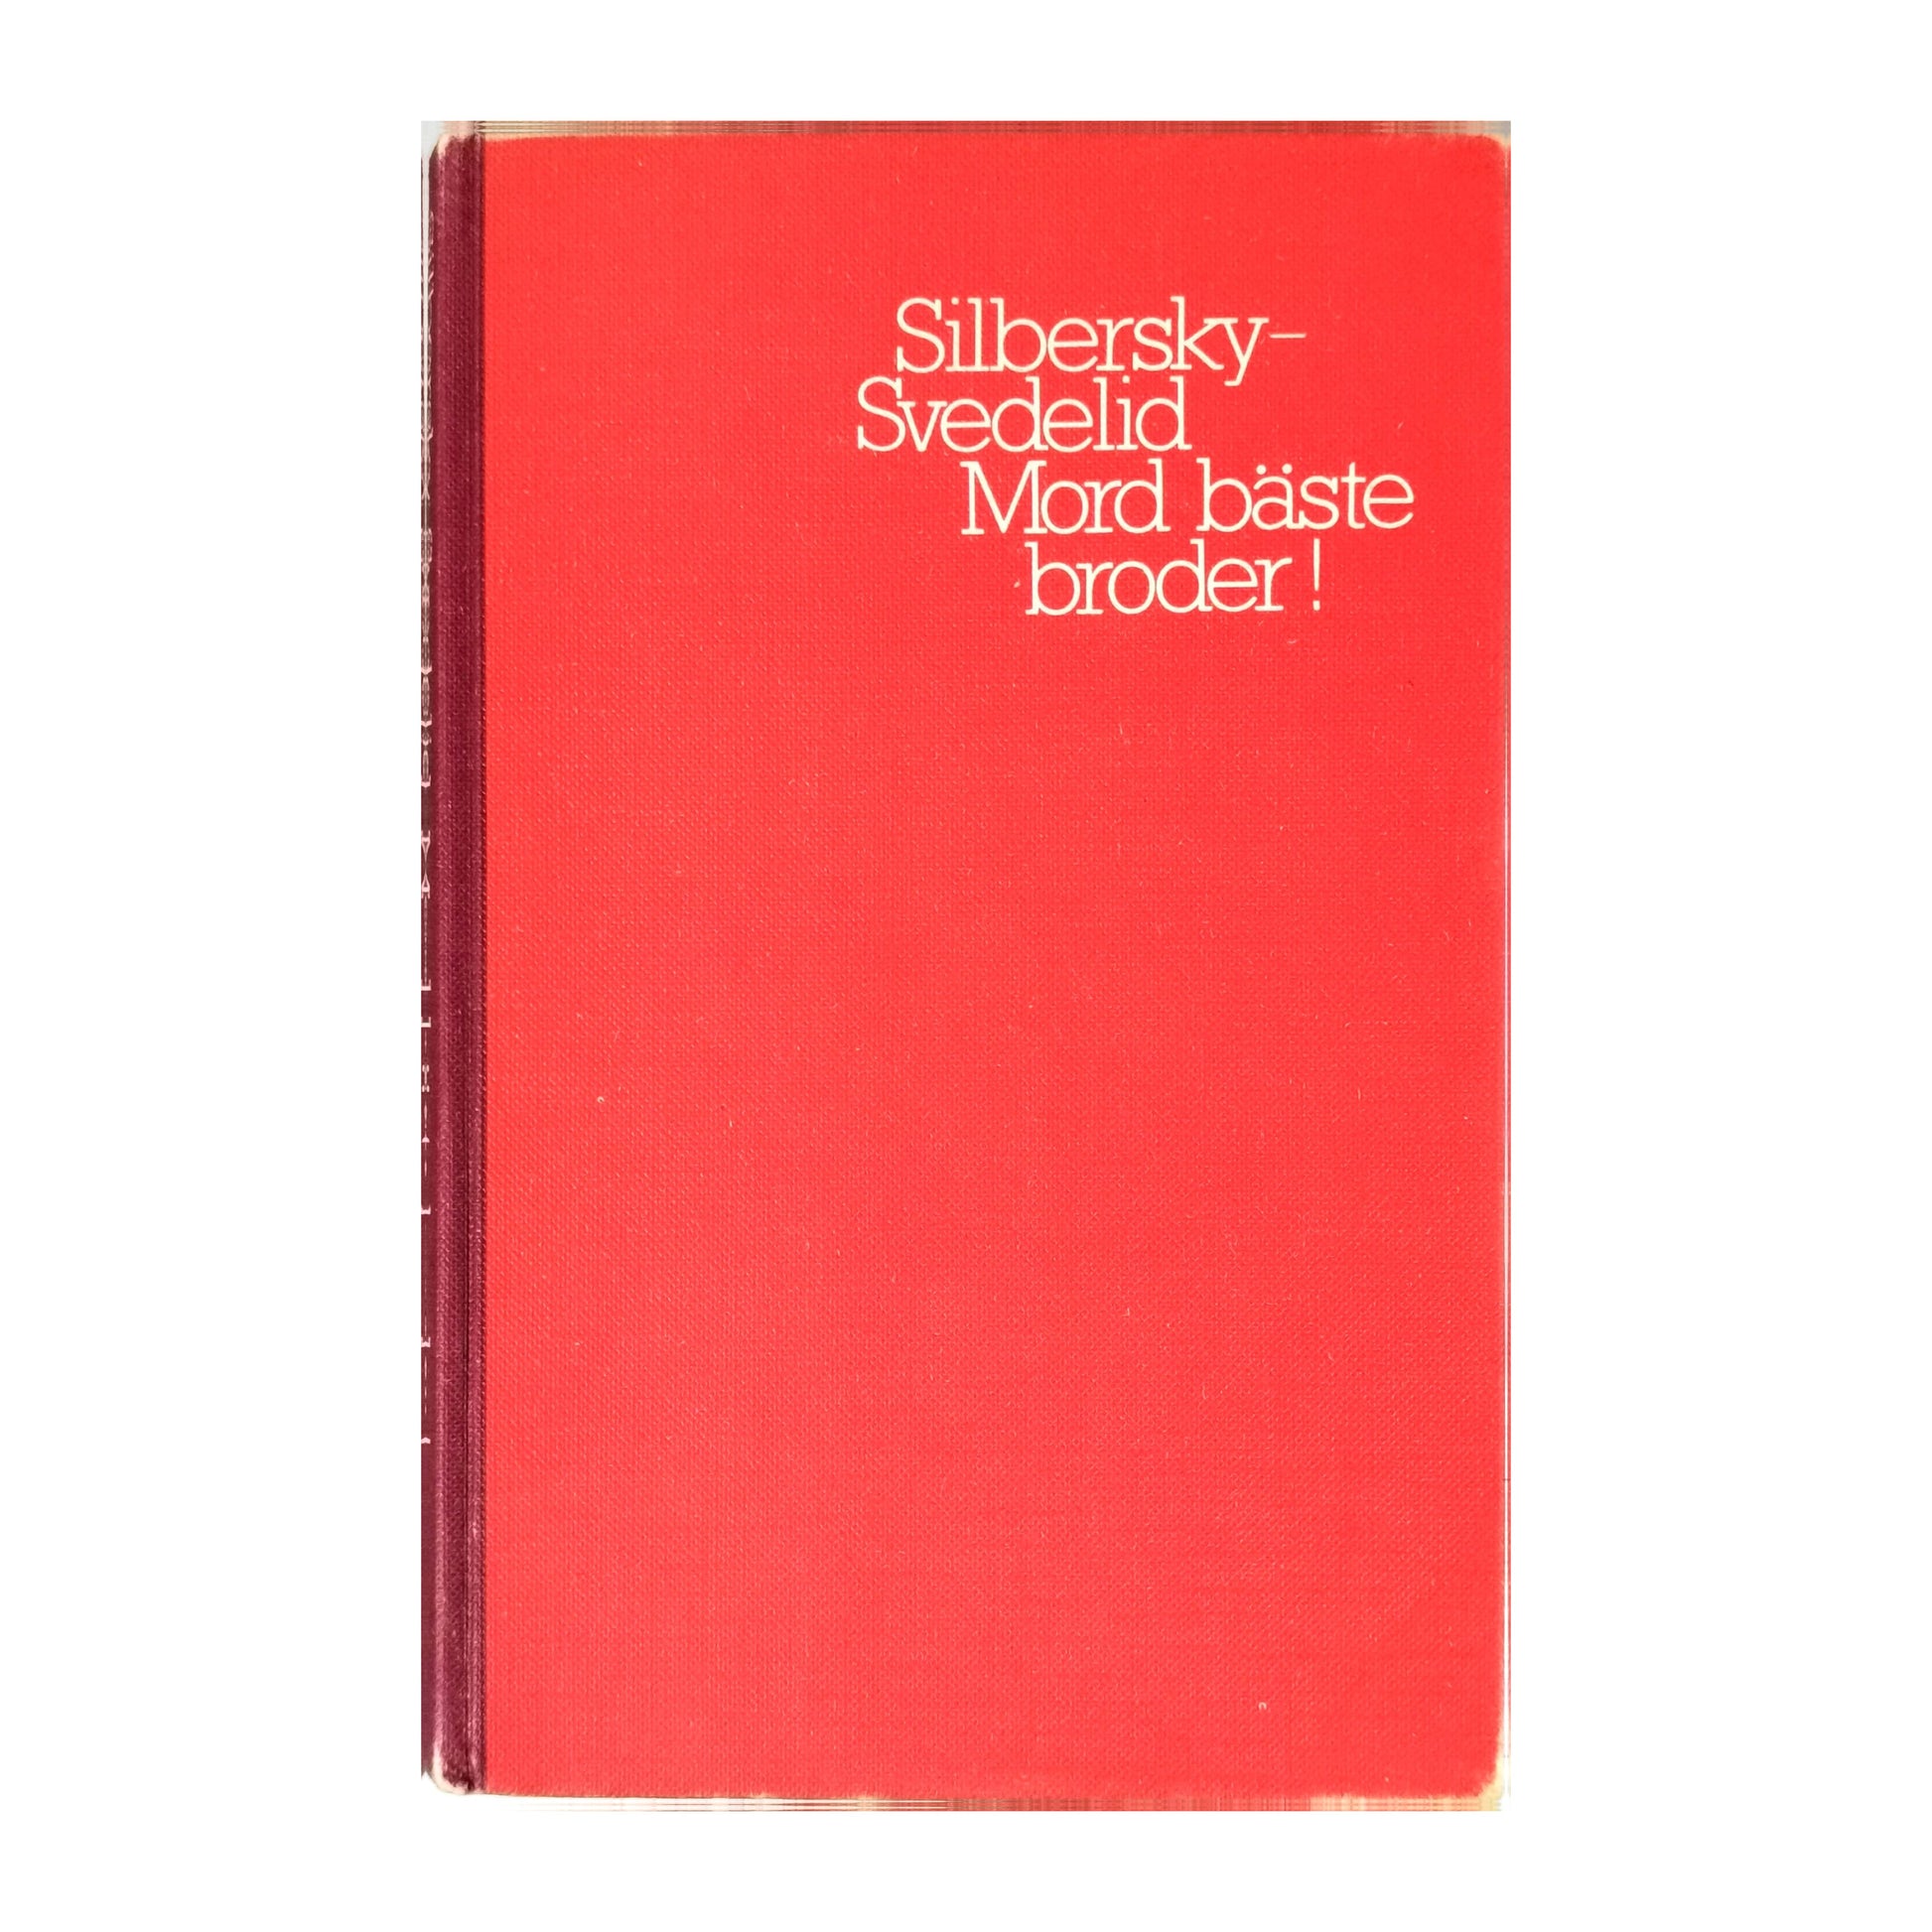 Silbersky–
Svedelid
Mord bäste
broder !